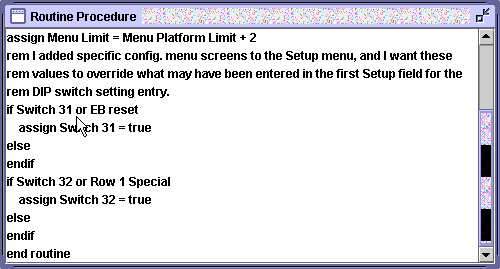 Routine Procedure
assign Menu Limit = Menu Platform Limit + 2
rem I added specific config. menu screens to the Setup menu, and I want these
rem values to override what may have been entered in the first Setup field for the
rem DIP switch setting entry.
if Switch 31 or EB reset
assign Switch 31 = true
else
endif
if Switch 32 or Row 1 Special
assign Switch 32 = true
else
endif
end routine